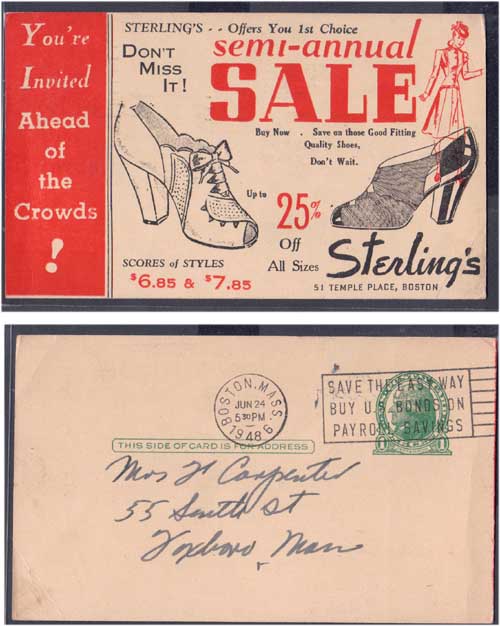 You're
Invited
Ahead
of
the
Crowds
!
STERLING'S . . Offers You 1st Choice
DON'T
MISS
IT!
semi-annual
SALE
Buy Now . Save on those Good Fitting
Quality Shoes,
Don't Wait.
Up to
25%
Off
All Sizes
SCORES of STYLES
$6.85 & $7.85
Sterling's
51 TEMPLE PLACE, BOSTON
BOSTON, MASS.
JUN 24
5 30 PM
1948
6
SAVE THE EASY WAY
BUY U.S. BONDS ON
PAYROLL SAVINGS
THIS SIDE OF CARD IS FOR ADDRESS
Mrs H Carpenter
55 South St
Foxboro Mass